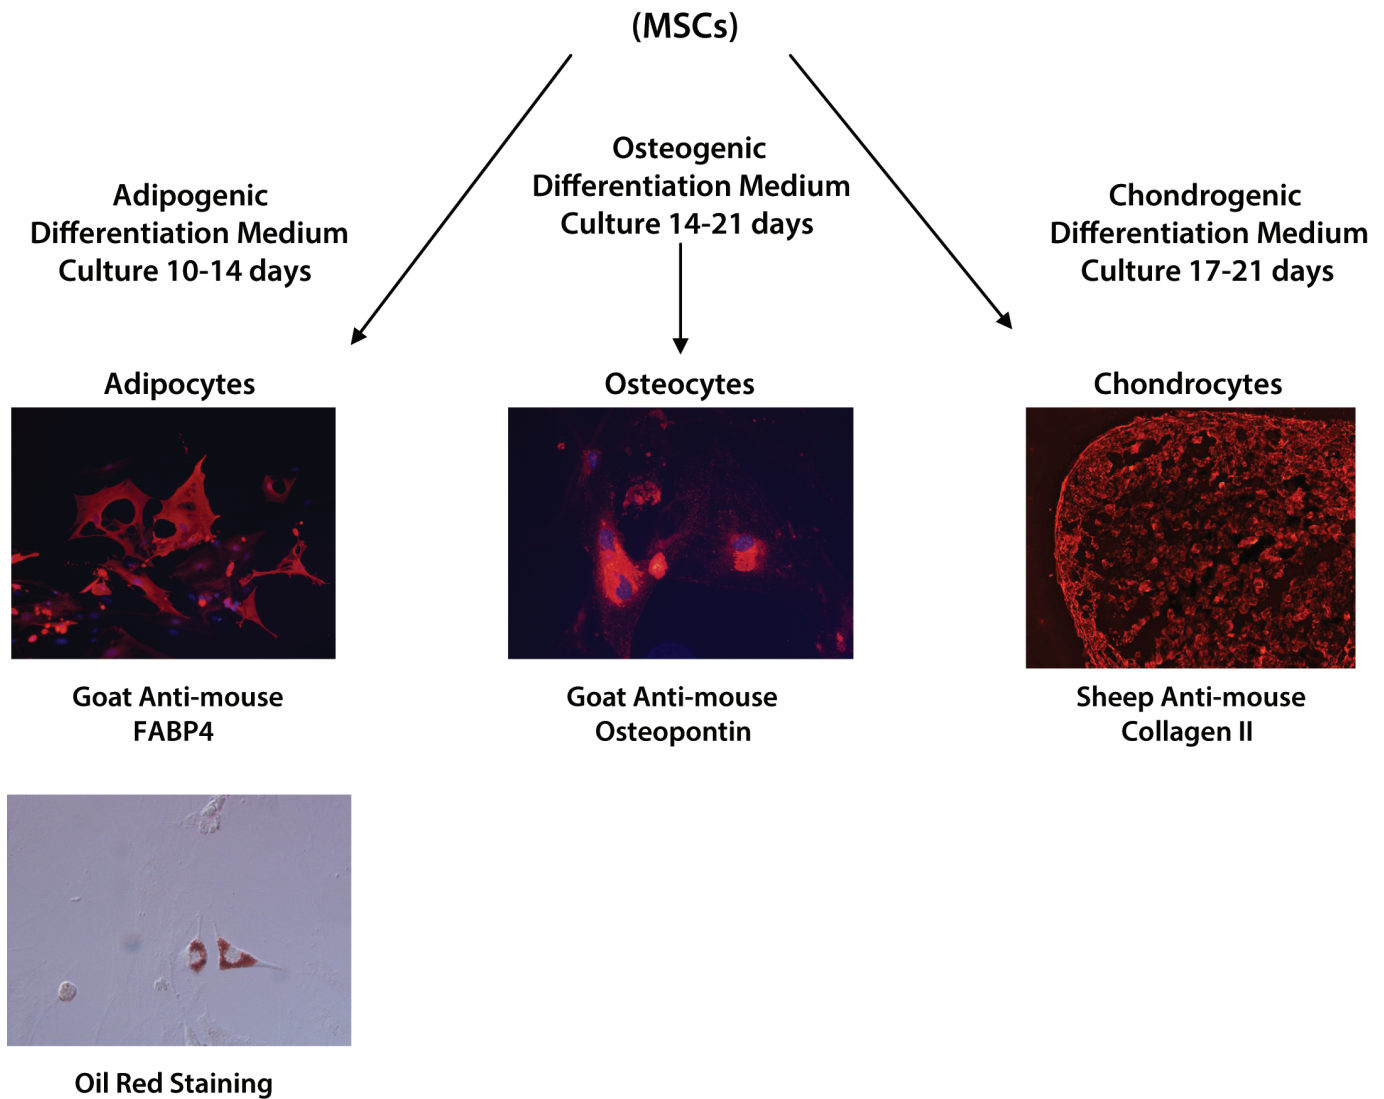 (MSCs)
Adipogenic
Differentiation Medium
Culture 10-14 days
Osteogenic
Differentiation Medium
Culture 14-21 days
Chondrogenic
Differentiation Medium
Culture 17-21 days
Adipocytes
Osteocytes
Chondrocytes
Goat Anti-mouse
FABP4
Goat Anti-mouse
Osteopontin
Sheep Anti-mouse
Collagen II
Oil Red Staining